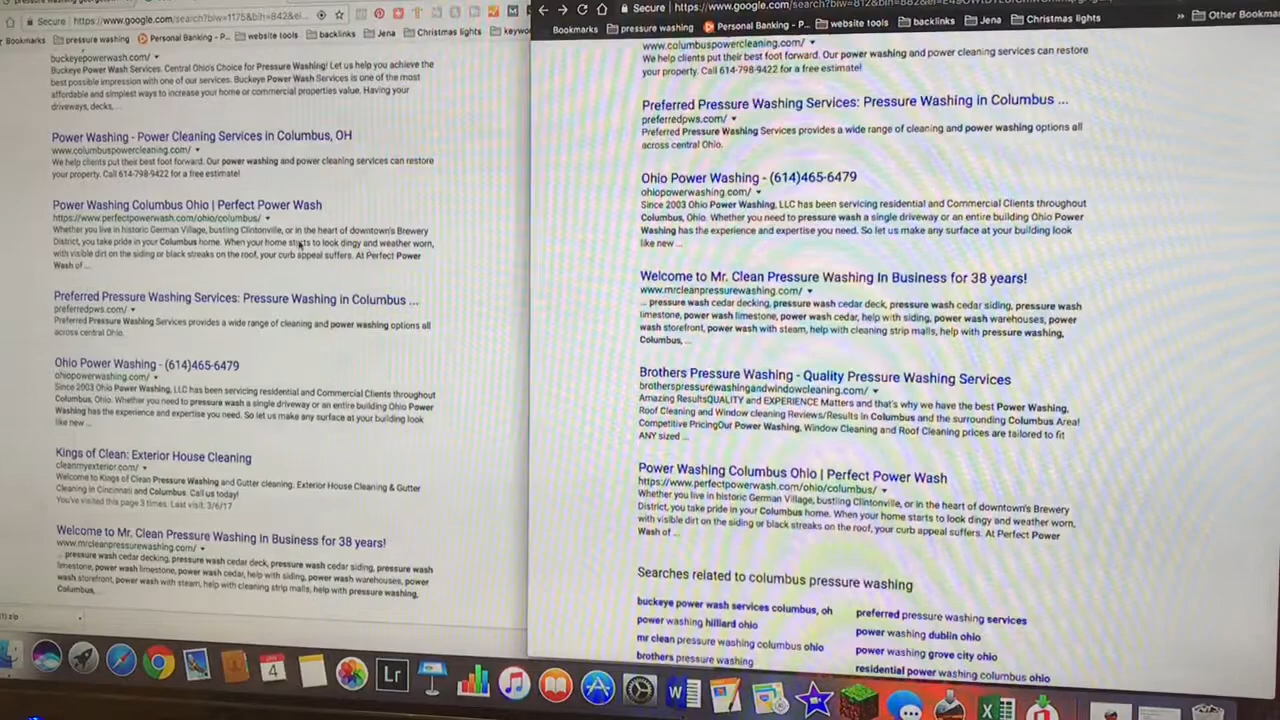 Secure
https://www.google.com/search?biw=1175&bih=842&ei...
Bookmarks
pressure washing
Personal Banking - P...
website tools
backlinks
Jena
Christmas lights
buckeyepowerwash.com/
Buckeye Power Wash Services. Central Ohio's Choice for Pressure Washing! Let us help you achieve the
best possible impression with one of our services. Buckeye Power Wash Services is one of the most
affordable and simplest ways to increase your home or commercial properties value. Having your
driveways, decks, ...
Power Washing - Power Cleaning Services in Columbus, OH
www.columbuspowercleaning.com/
We help clients put their best foot forward. Our power washing and power cleaning services can restore
your property. Call 614-798-9422 for a free estimate!
Power Washing Columbus Ohio | Perfect Power Wash
https://www.perfectpowerwash.com/ohio/columbus/
Whether you live in historic German Village, bustling Clintonville, or in the heart of downtown's Brewery
District, you take pride in your Columbus home. When your home starts to look dingy and weather worn,
with visible dirt on the siding or black streaks on the roof, your curb appeal suffers. At Perfect Power
Wash of ...
Preferred Pressure Washing Services: Pressure Washing in Columbus ...
preferredpws.com/
Preferred Pressure Washing Services provides a wide range of cleaning and power washing options all
across central Ohio.
Ohio Power Washing - (614)465-6479
ohiopowerwashing.com/
Since 2003 Ohio Power Washing, LLC has been servicing residential and Commercial Clients throughout
Columbus, Ohio. Whether you need to pressure wash a single driveway or an entire building Ohio Power
Washing has the experience and expertise you need. So let us make any surface at your building look
like new ...
Kings of Clean: Exterior House Cleaning
cleanmyexterior.com/
Welcome to Kings of Clean Pressure Washing and Gutter cleaning. Exterior House Cleaning & Gutter
Cleaning in Cincinnati and Columbus. Call us today!
You've visited this page 3 times. Last visit: 3/6/17
Welcome to Mr. Clean Pressure Washing In Business for 38 years!
www.mrcleanpressurewashing.com/
... pressure wash cedar decking, pressure wash cedar deck, pressure wash cedar siding, pressure wash
limestone, power wash limestone, power wash cedar, help with siding, power wash warehouses, power
wash storefront, power wash with steam, help with cleaning strip malls, help with pressure washing,
Columbus, ...
Secure
https://www.google.com/search?biw=812&bih=882&ei=
Bookmarks
pressure washing
Personal Banking - P...
website tools
backlinks
Jena
Christmas lights
Other Bookmar
www.columbuspowercleaning.com/
We help clients put their best foot forward. Our power washing and power cleaning services can restore
your property. Call 614-798-9422 for a free estimate!
Preferred Pressure Washing Services: Pressure Washing in Columbus ...
preferredpws.com/
Preferred Pressure Washing Services provides a wide range of cleaning and power washing options all
across central Ohio.
Ohio Power Washing - (614)465-6479
ohiopowerwashing.com/
Since 2003 Ohio Power Washing, LLC has been servicing residential and Commercial Clients throughout
Columbus, Ohio. Whether you need to pressure wash a single driveway or an entire building Ohio Power
Washing has the experience and expertise you need. So let us make any surface at your building look
like new ...
Welcome to Mr. Clean Pressure Washing In Business for 38 years!
www.mrcleanpressurewashing.com/
... pressure wash cedar decking, pressure wash cedar deck, pressure wash cedar siding, pressure wash
limestone, power wash limestone, power wash cedar, help with siding, power wash warehouses, power
wash storefront, power wash with steam, help with cleaning strip malls, help with pressure washing,
Columbus, ...
Brothers Pressure Washing - Quality Pressure Washing Services
brotherspressurewashingandwindowcleaning.com/
Amazing ResultsQUALITY and EXPERIENCE Matters and that's why we have the best Power Washing,
Roof Cleaning and Window cleaning Reviews/Results in Columbus and the surrounding Columbus Area!
Competitive PricingOur Power Washing, Window Cleaning and Roof Cleaning prices are tailored to fit
ANY sized ...
Power Washing Columbus Ohio | Perfect Power Wash
https://www.perfectpowerwash.com/ohio/columbus/
Whether you live in historic German Village, bustling Clintonville, or in the heart of downtown's Brewery
District, you take pride in your Columbus home. When your home starts to look dingy and weather worn,
with visible dirt on the siding or black streaks on the roof, your curb appeal suffers. At Perfect Power
Wash of ...
Searches related to columbus pressure washing
buckeye power wash services columbus, oh
preferred pressure washing services
power washing hilliard ohio
power washing dublin ohio
mr clean pressure washing columbus ohio
power washing grove city ohio
brothers pressure washing
residential power washing columbus ohio
4
Lr